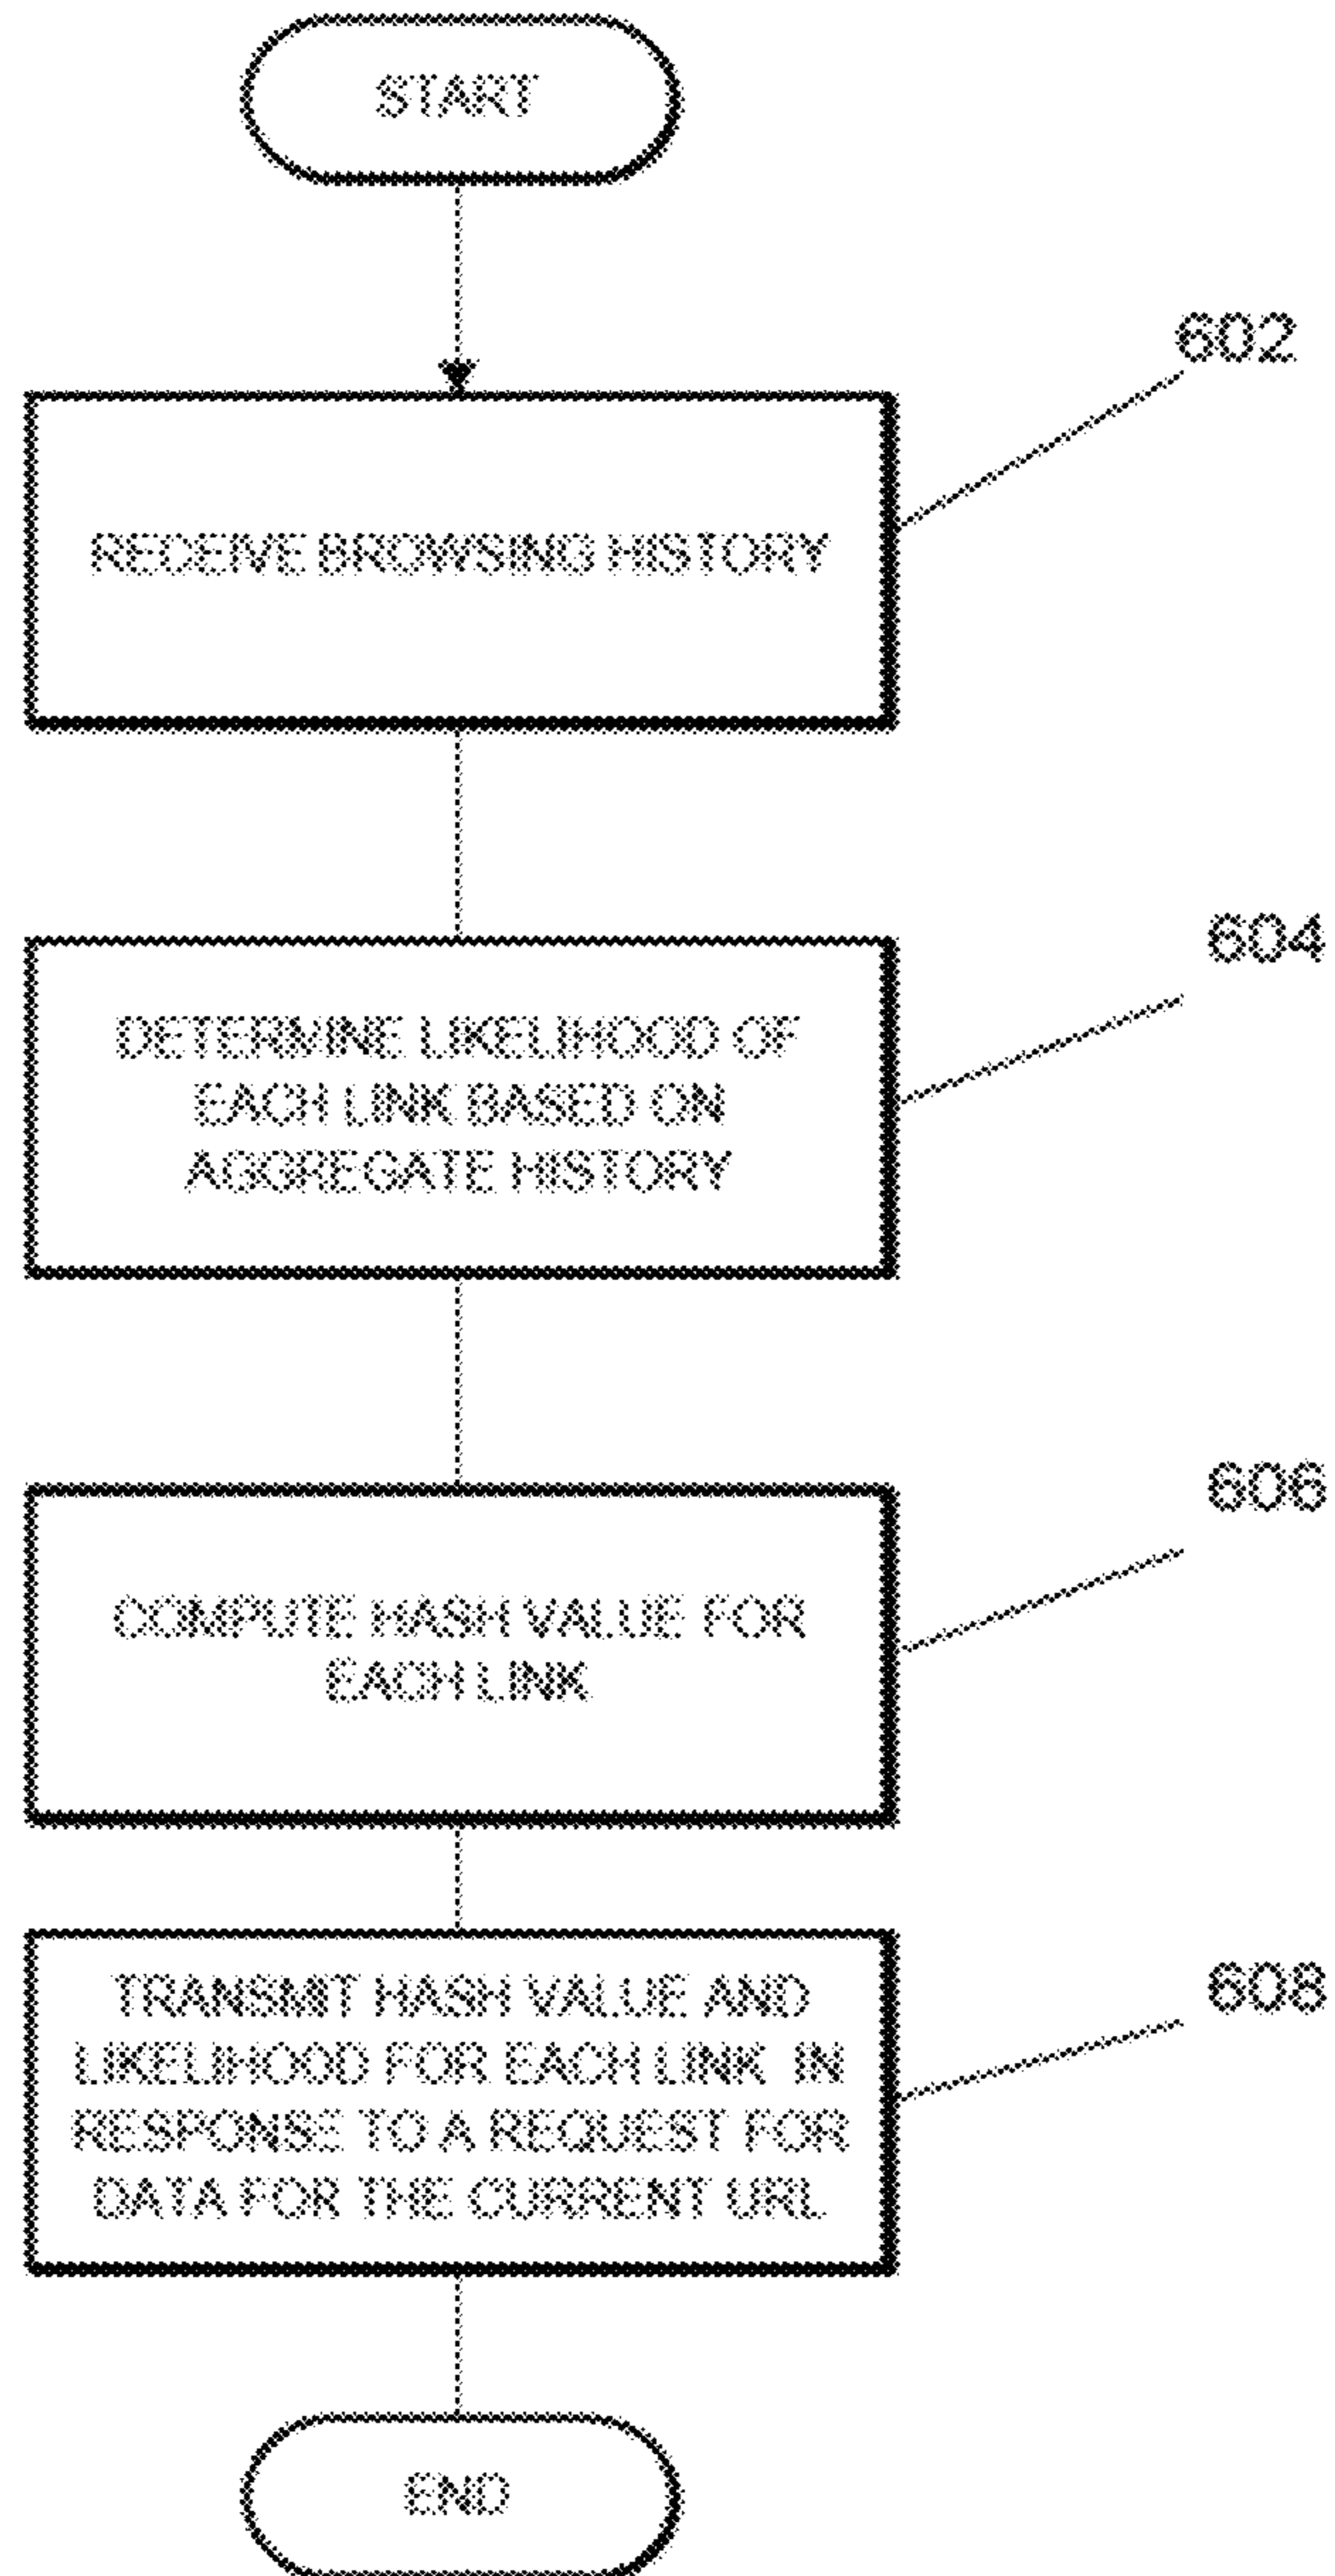 START
602
RECEIVE BROWSING HISTORY
604
DETERMINE LIKELIHOOD OF
EACH LINK BASED ON
AGGREGATE HISTORY
606
COMPUTE HASH VALUE FOR
EACH LINK
608
TRANSMIT HASH VALUE AND
LIKELIHOOD FOR EACH LINK IN
RESPONSE TO A REQUEST FOR
DATA FOR THE CURRENT URL
END